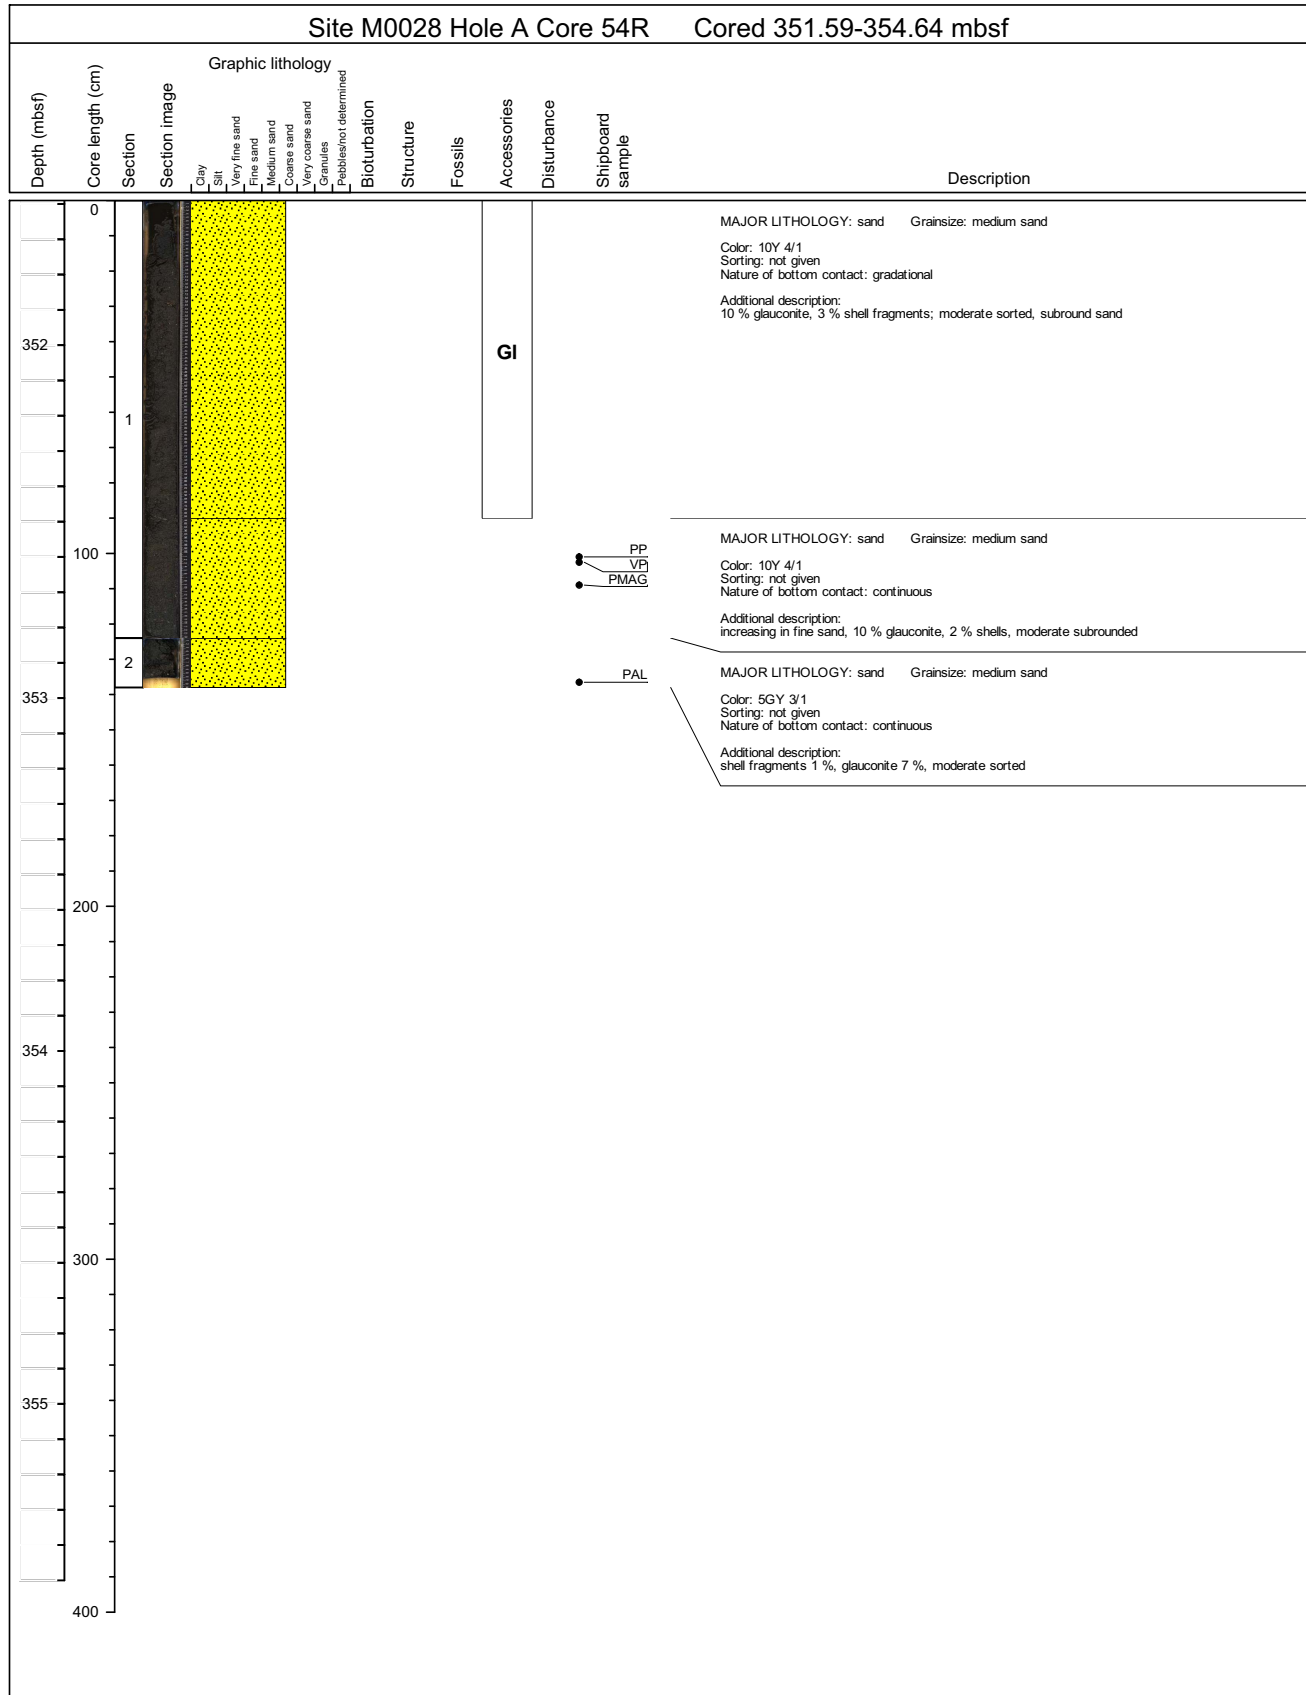 Site M0028 Hole A Core 54R Cored 351.59-354.64 mbsf
Graphic lithology
Depth (mbsf)
Core length (cm)
Section
Section image
Clay
Silt
Very fine sand
Fine sand
Medium sand
Coarse sand
Very coarse sand
Granules
Pebbles/not determined
Bioturbation
Structure
Fossils
Accessories
Disturbance
Shipboard
sample
Description
0
MAJOR LITHOLOGY: sand Grainsize: medium sand
Color: 10Y 4/1
Sorting: not given
Nature of bottom contact: gradational
Additional description:
10 % glauconite, 3 % shell fragments; moderate sorted, subround sand
352
Gl
1
100
PP
VP
PMAG
MAJOR LITHOLOGY: sand Grainsize: medium sand
Color: 10Y 4/1
Sorting: not given
Nature of bottom contact: continuous
Additional description:
increasing in fine sand, 10 % glauconite, 2 % shells, moderate subrounded
2
353
PAL
MAJOR LITHOLOGY: sand Grainsize: medium sand
Color: 5GY 3/1
Sorting: not given
Nature of bottom contact: continuous
Additional description:
shell fragments 1 %, glauconite 7 %, moderate sorted
200
354
300
355
400